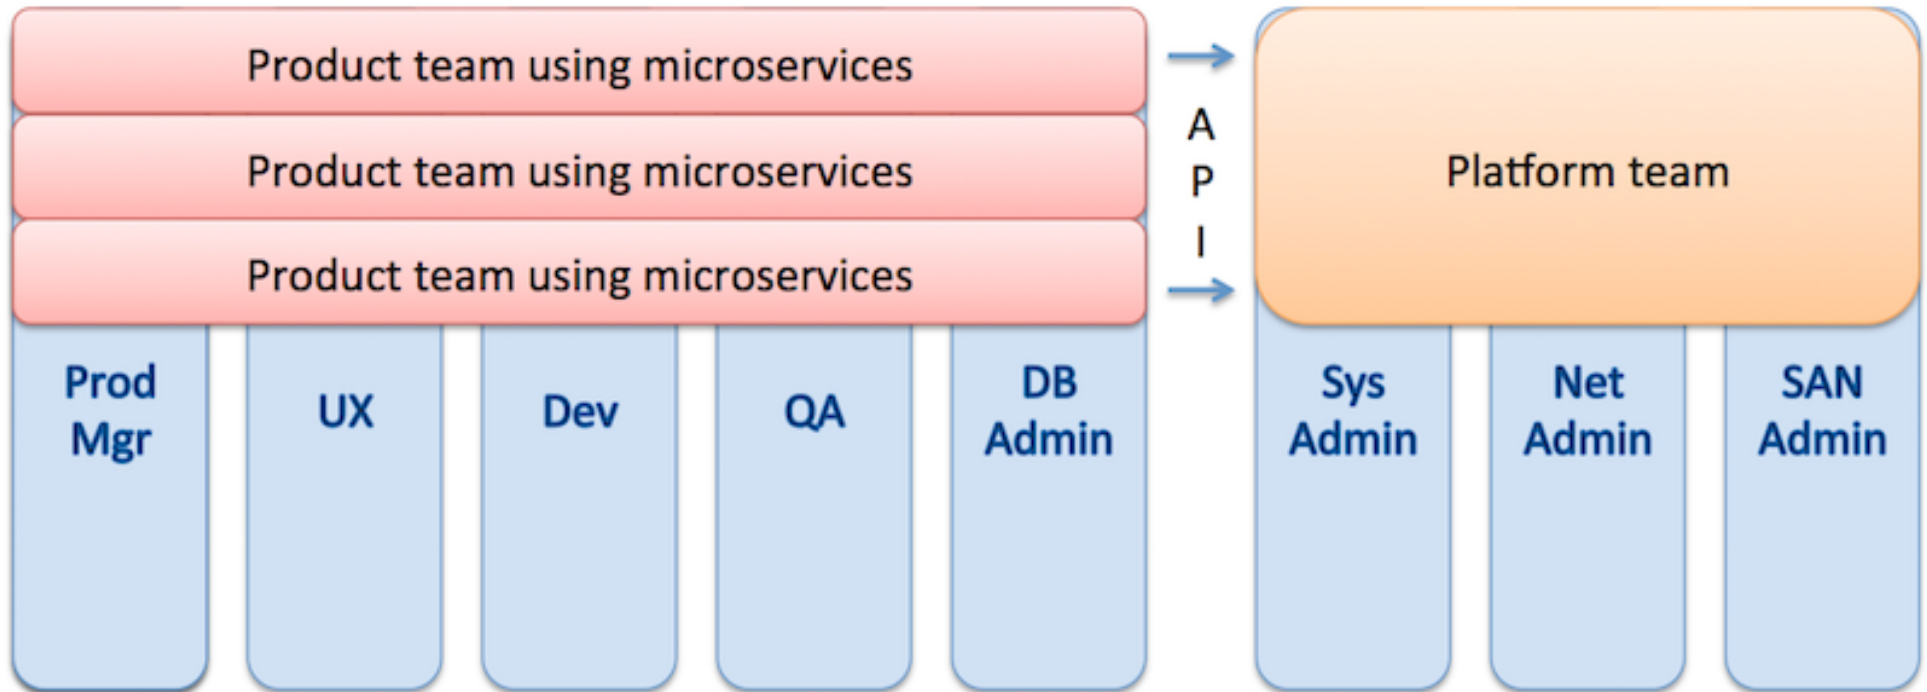 Product team using microservices
Product team using microservices
Product team using microservices
A
P
I
Platform team
Prod
Mgr
UX
Dev
QA
DB
Admin
Sys
Admin
Net
Admin
SAN
Admin